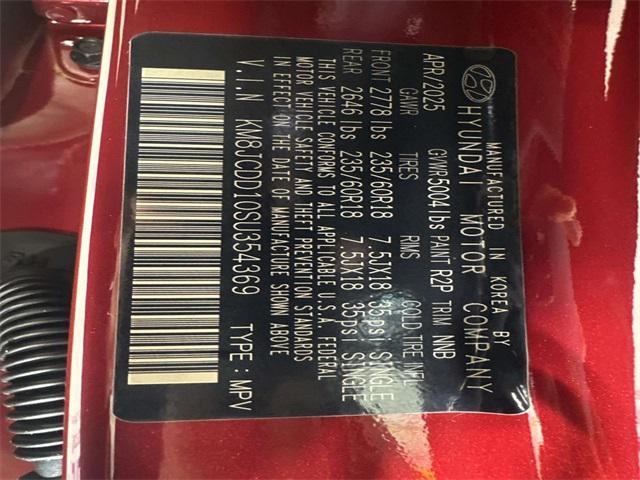 MANUFACTURED IN KOREA BY
HYUNDAI MOTOR COMPANY
APR/2025 GVWR 5004 lbs PAINT R2P TRIM NNB
GAWR TIRES RIMS COLD TIRE INFL
FRONT 2778 lbs 235/60R18 7.5JX18 35psi SINGLE
REAR 2646 lbs 235/60R18 7.5JX18 35psi SINGLE
THIS VEHICLE CONFORMS TO ALL APPLICABLE U.S.A. FEDERAL
MOTOR VEHICLE SAFETY AND THEFT PREVENTION STANDARDS
IN EFFECT ON THE DATE OF MANUFACTURE SHOWN ABOVE
V.I.N KM8JCDD10SU354369 TYPE: MPV